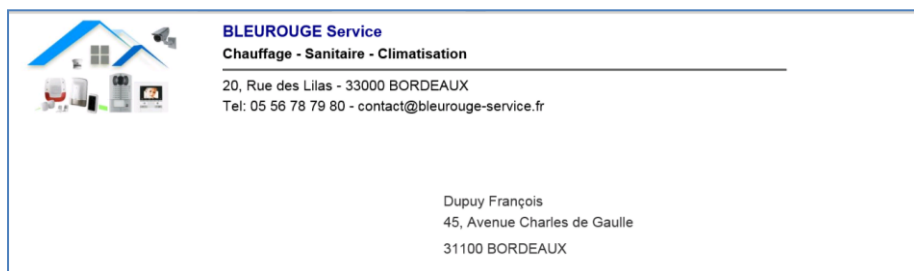 BLEUROUGE Service
Chauffage - Sanitaire - Climatisation
20, Rue des Lilas - 33000 BORDEAUX
Tel: 05 56 78 79 80 - contact@bleurouge-service.fr
Dupuy François
45, Avenue Charles de Gaulle
31100 BORDEAUX